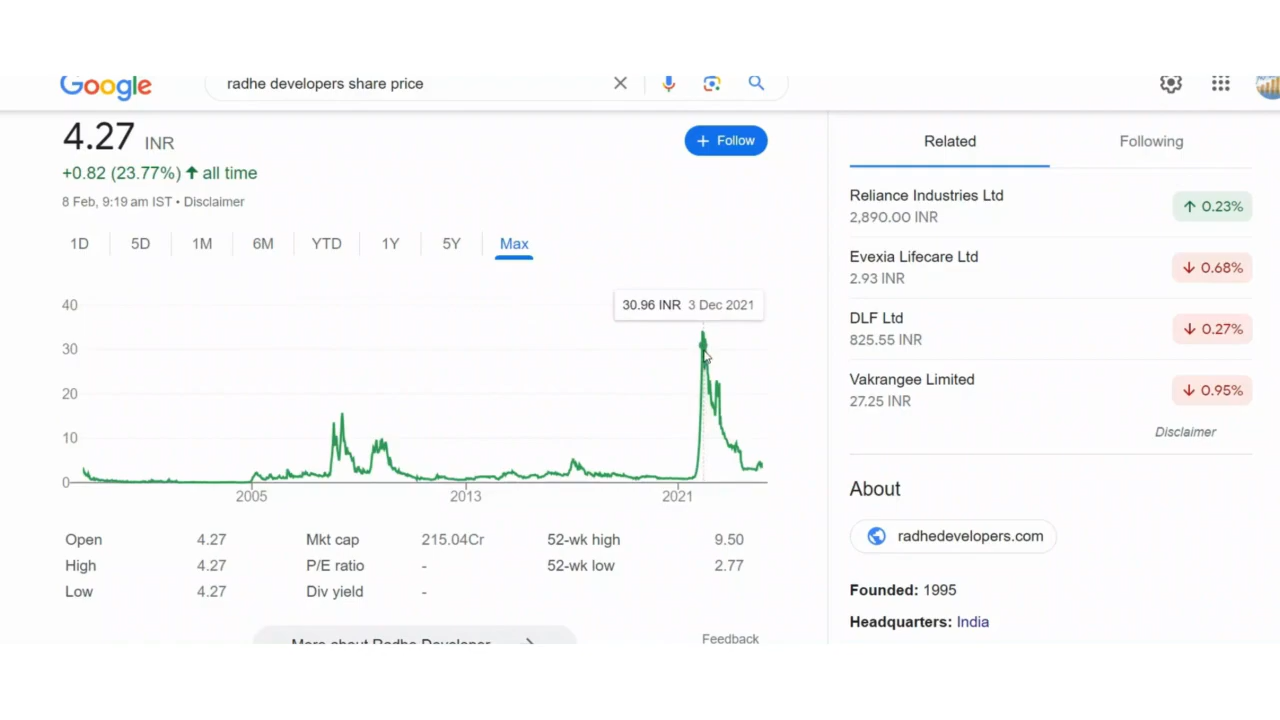 Google
radhe developers share price
4.27 INR
+ Follow
+0.82 (23.77%) ↑ all time
8 Feb, 9:19 am IST • Disclaimer
1D 5D 1M 6M YTD 1Y 5Y Max
30.96 INR 3 Dec 2021
40
30
20
10
0
2005 2013 2021
Open 4.27 Mkt cap 215.04Cr 52-wk high 9.50
High 4.27 P/E ratio - 52-wk low 2.77
Low 4.27 Div yield -
More about Radhe Developer
Feedback
Related Following
Reliance Industries Ltd
2,890.00 INR
↑ 0.23%
Evexia Lifecare Ltd
2.93 INR
↓ 0.68%
DLF Ltd
825.55 INR
↓ 0.27%
Vakrangee Limited
27.25 INR
↓ 0.95%
Disclaimer
About
radhedevelopers.com
Founded: 1995
Headquarters: India